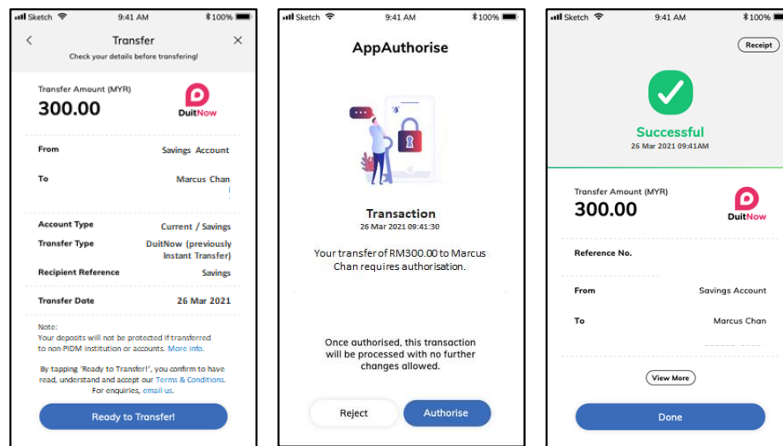 Sketch 9:41 AM 100%
Transfer
Check your details before transfering!
Transfer Amount (MYR)
300.00
DuitNow
From Savings Account
To Marcus Chan
Account Type Current / Savings
Transfer Type DuitNow (previously
Instant Transfer)
Recipient Reference Savings
Transfer Date 26 Mar 2021
Note:
Your deposits will not be protected if transferred
to non-PIDM institution or accounts. More info.
By tapping 'Ready to Transfer!', you confirm to have
read, understand and accept our Terms & Conditions.
For enquiries, email us.
Ready to Transfer!
Sketch 9:41 AM 100%
AppAuthorise
Transaction
26 Mar 2021 09:41:30
Your transfer of RM300.00 to Marcus
Chan requires authorisation.
Once authorised, this transaction
will be processed with no further
changes allowed.
Reject Authorise
Sketch 9:41 AM 100%
Receipt
Successful
26 Mar 2021 09:41AM
Transfer Amount (MYR)
300.00
DuitNow
Reference No.
From Savings Account
To Marcus Chan
View More
Done